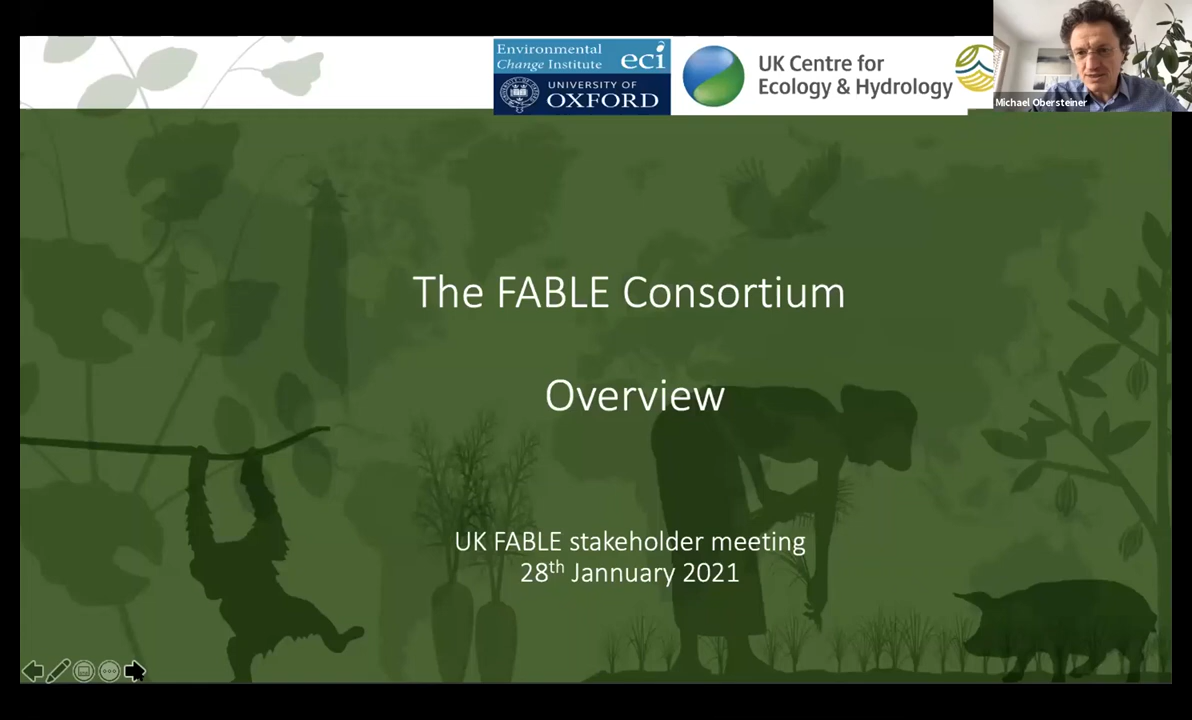 Environmental
Change Institute
eci
UNIVERSITY OF
OXFORD
UK Centre for
Ecology & Hydrology
Michael Obersteiner
The FABLE Consortium
Overview
UK FABLE stakeholder meeting
28th Jannuary 2021